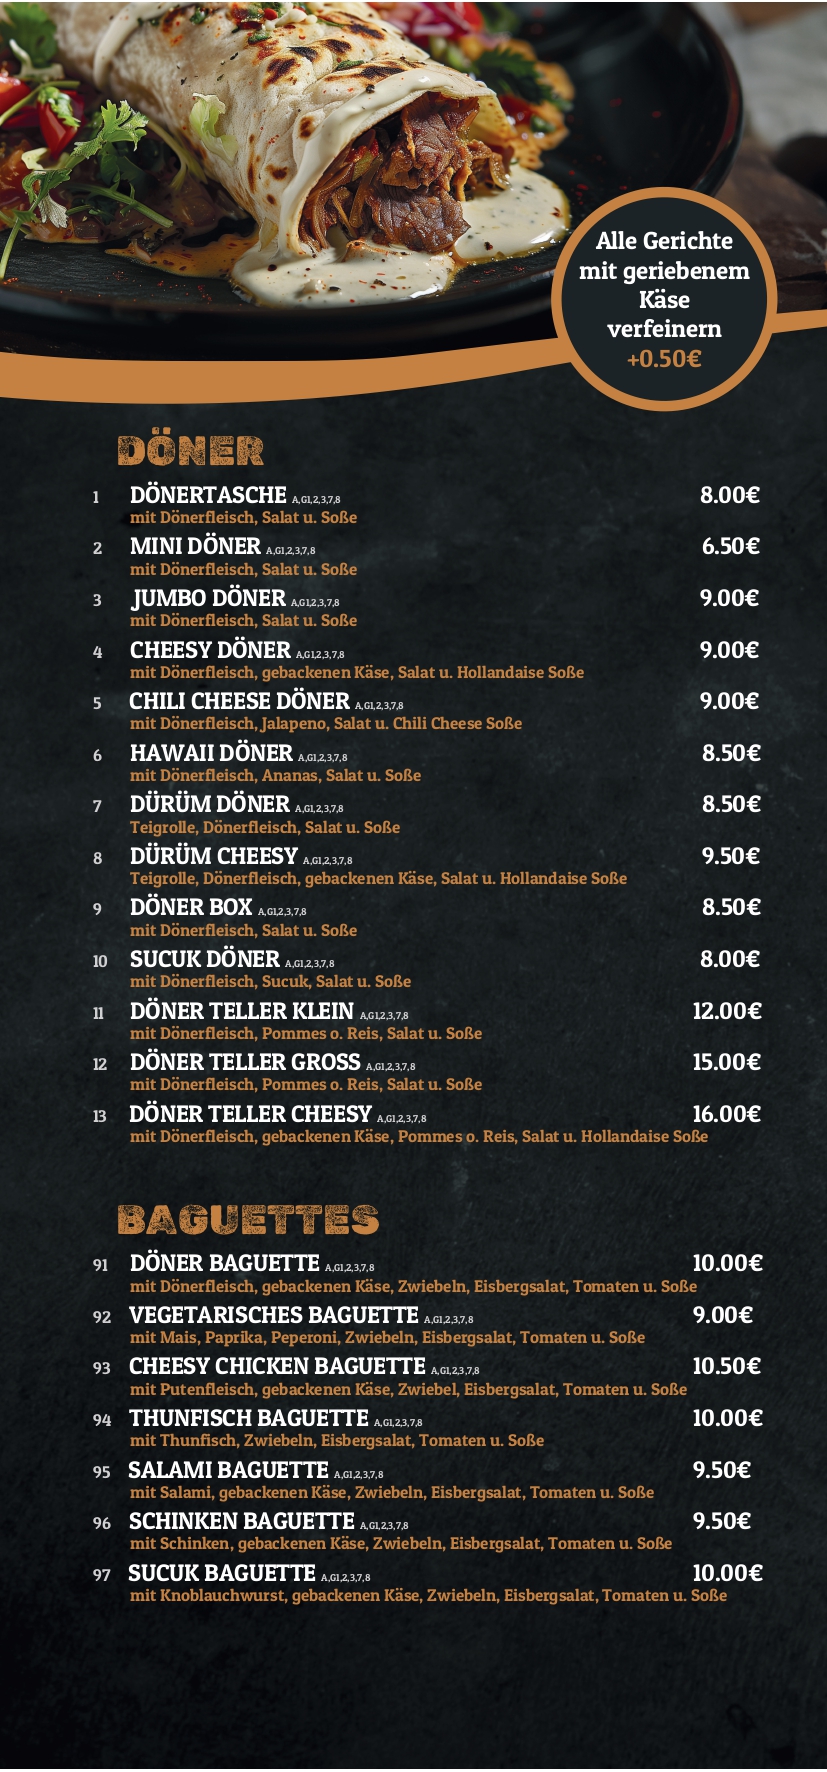 Alle Gerichte
mit geriebenem
Käse
verfeinern
+0.50€
DÖNER
1 DÖNERTASCHE A,G1,2,3,7,8 8.00€
mit Dönerfleisch, Salat u. Soße
2 MINI DÖNER A,G1,2,3,7,8 6.50€
mit Dönerfleisch, Salat u. Soße
3 JUMBO DÖNER A,G1,2,3,7,8 9.00€
mit Dönerfleisch, Salat u. Soße
4 CHEESY DÖNER A,G1,2,3,7,8 9.00€
mit Dönerfleisch, gebackenen Käse, Salat u. Hollandaise Soße
5 CHILI CHEESE DÖNER A,G1,2,3,7,8 9.00€
mit Dönerfleisch, Jalapeno, Salat u. Chili Cheese Soße
6 HAWAII DÖNER A,G1,2,3,7,8 8.50€
mit Dönerfleisch, Ananas, Salat u. Soße
7 DÜRÜM DÖNER A,G1,2,3,7,8 8.50€
Teigrolle, Dönerfleisch, Salat u. Soße
8 DÜRÜM CHEESY A,G1,2,3,7,8 9.50€
Teigrolle, Dönerfleisch, gebackenen Käse, Salat u. Hollandaise Soße
9 DÖNER BOX A,G1,2,3,7,8 8.50€
mit Dönerfleisch, Salat u. Soße
10 SUCUK DÖNER A,G1,2,3,7,8 8.00€
mit Dönerfleisch, Sucuk, Salat u. Soße
11 DÖNER TELLER KLEIN A,G1,2,3,7,8 12.00€
mit Dönerfleisch, Pommes o. Reis, Salat u. Soße
12 DÖNER TELLER GROSS A,G1,2,3,7,8 15.00€
mit Dönerfleisch, Pommes o. Reis, Salat u. Soße
13 DÖNER TELLER CHEESY A,G1,2,3,7,8 16.00€
mit Dönerfleisch, gebackenen Käse, Pommes o. Reis, Salat u. Hollandaise Soße
BAGUETTES
91 DÖNER BAGUETTE A,G1,2,3,7,8 10.00€
mit Dönerfleisch, gebackenen Käse, Zwiebeln, Eisbergsalat, Tomaten u. Soße
92 VEGETARISCHES BAGUETTE A,G1,2,3,7,8 9.00€
mit Mais, Paprika, Peperoni, Zwiebeln, Eisbergsalat, Tomaten u. Soße
93 CHEESY CHICKEN BAGUETTE A,G1,2,3,7,8 10.50€
mit Putenfleisch, gebackenen Käse, Zwiebel, Eisbergsalat, Tomaten u. Soße
94 THUNFISCH BAGUETTE A,G1,2,3,7,8 10.00€
mit Thunfisch, Zwiebeln, Eisbergsalat, Tomaten u. Soße
95 SALAMI BAGUETTE A,G1,2,3,7,8 9.50€
mit Salami, gebackenen Käse, Zwiebeln, Eisbergsalat, Tomaten u. Soße
96 SCHINKEN BAGUETTE A,G1,2,3,7,8 9.50€
mit Schinken, gebackenen Käse, Zwiebeln, Eisbergsalat, Tomaten u. Soße
97 SUCUK BAGUETTE A,G1,2,3,7,8 10.00€
mit Knoblauchwurst, gebackenen Käse, Zwiebeln, Eisbergsalat, Tomaten u. Soße